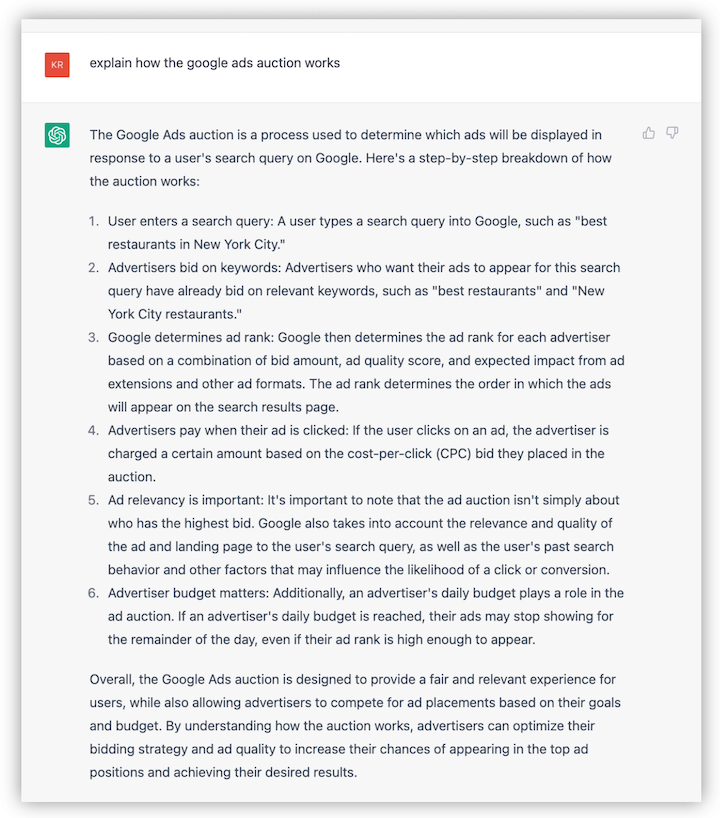 KR
explain how the google ads auction works
The Google Ads auction is a process used to determine which ads will be displayed in
response to a user's search query on Google. Here's a step-by-step breakdown of how
the auction works:
1. User enters a search query: A user types a search query into Google, such as "best
restaurants in New York City."
2. Advertisers bid on keywords: Advertisers who want their ads to appear for this search
query have already bid on relevant keywords, such as "best restaurants" and "New
York City restaurants."
3. Google determines ad rank: Google then determines the ad rank for each advertiser
based on a combination of bid amount, ad quality score, and expected impact from ad
extensions and other ad formats. The ad rank determines the order in which the ads
will appear on the search results page.
4. Advertisers pay when their ad is clicked: If the user clicks on an ad, the advertiser is
charged a certain amount based on the cost-per-click (CPC) bid they placed in the
auction.
5. Ad relevancy is important: It's important to note that the ad auction isn't simply about
who has the highest bid. Google also takes into account the relevance and quality of
the ad and landing page to the user's search query, as well as the user's past search
behavior and other factors that may influence the likelihood of a click or conversion.
6. Advertiser budget matters: Additionally, an advertiser's daily budget plays a role in the
ad auction. If an advertiser's daily budget is reached, their ads may stop showing for
the remainder of the day, even if their ad rank is high enough to appear.
Overall, the Google Ads auction is designed to provide a fair and relevant experience for
users, while also allowing advertisers to compete for ad placements based on their goals
and budget. By understanding how the auction works, advertisers can optimize their
bidding strategy and ad quality to increase their chances of appearing in the top ad
positions and achieving their desired results.